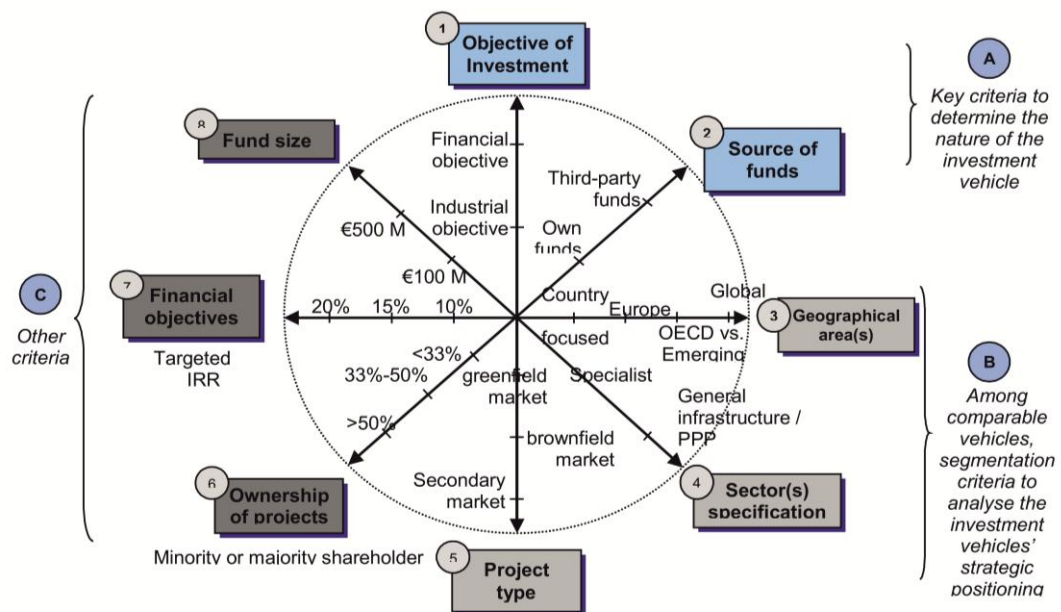 1
Objective of
Investment
A
Key criteria to
determine the
nature of the
investment
vehicle
8
Fund size
2
Source of
funds
Financial
objective
Third-party
funds
Industrial
objective
Own
funds
€500 M
€100 M
C
Other
criteria
7
Financial
objectives
Targeted
IRR
20%
15%
10%
Country
focused
Europe
Global
OECD vs.
Emerging
3
Geographical
area(s)
<33%
33%-50%
>50%
greenfield
market
Specialist
General
infrastructure /
PPP
brownfield
market
Secondary
market
B
Among
comparable
vehicles,
segmentation
criteria to
analyse the
investment
vehicles'
strategic
positioning
6
Ownership
of projects
Minority or majority shareholder
4
Sector(s)
specification
5
Project
type